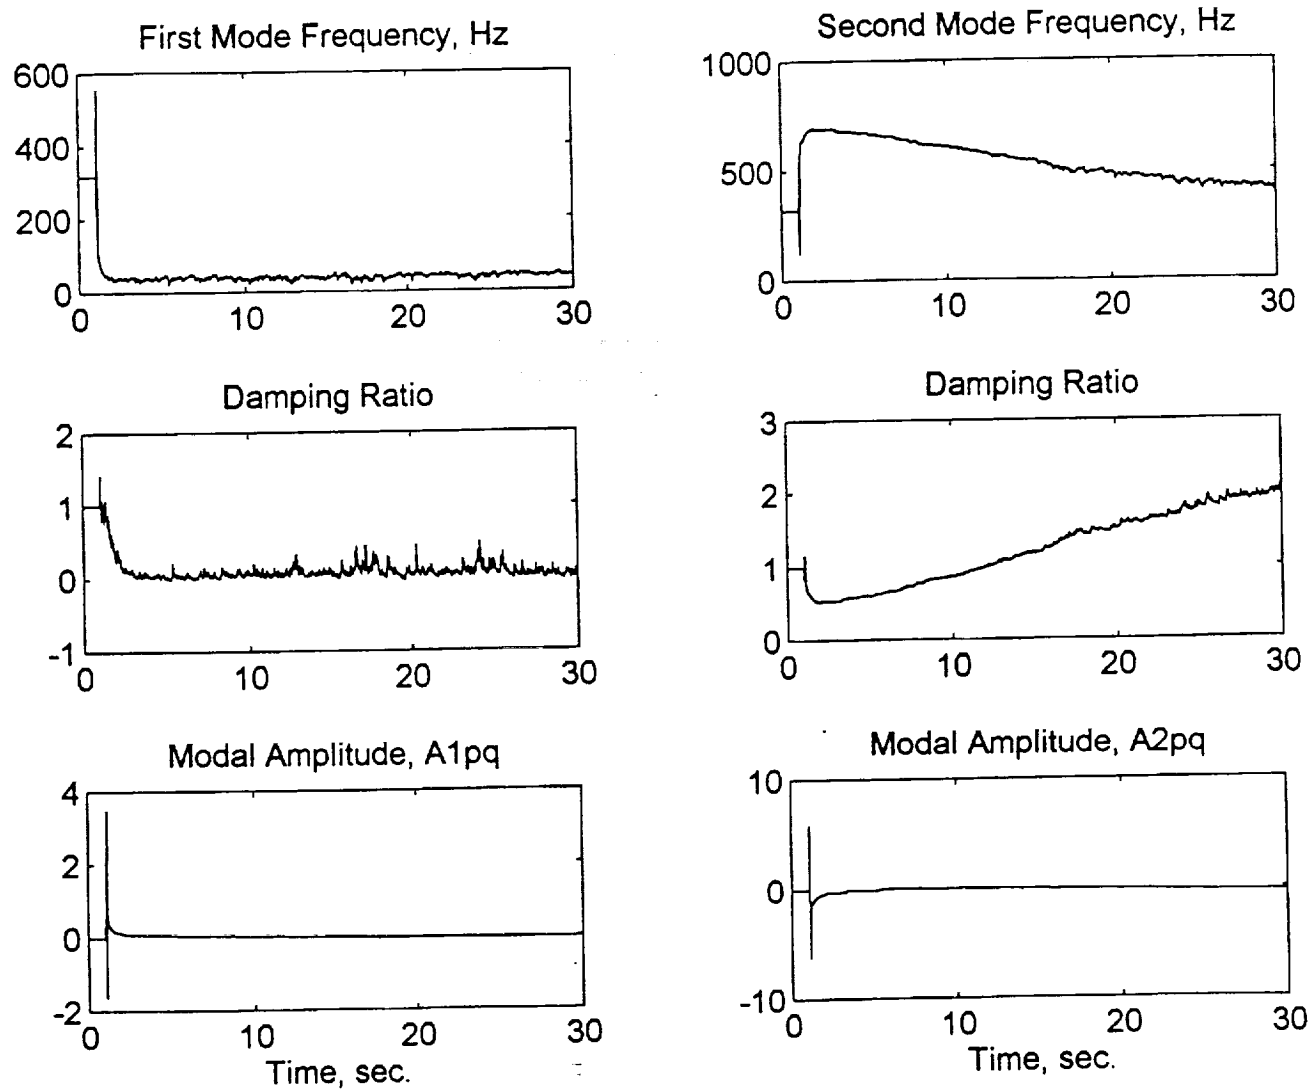 First Mode Frequency, Hz
600
400
200
0
0 10 20 30
Second Mode Frequency, Hz
1000
500
0
0 10 20 30
Damping Ratio
2
1
0
-1
0 10 20 30
Damping Ratio
3
2
1
0
0 10 20 30
Modal Amplitude, A1pq
4
2
0
-2
0 10 20 30
Time, sec.
Modal Amplitude, A2pq
10
0
-10
0 10 20 30
Time, sec.